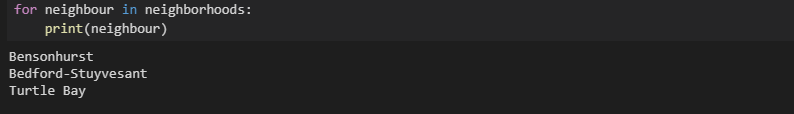 for neighbour in neighborhoods:
    print(neighbour)
Bensonhurst
Bedford-Stuyvesant
Turtle Bay